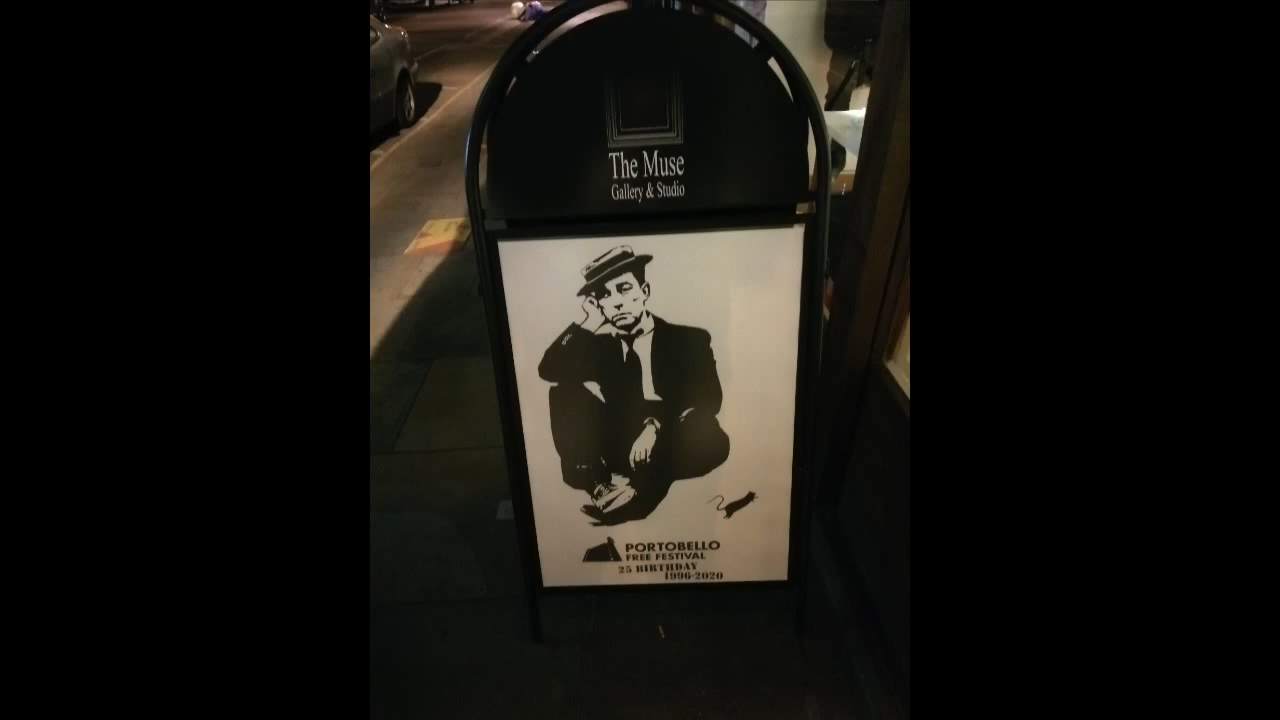 The Muse
Gallery & Studio
PORTOBELLO
FREE FESTIVAL
25 BIRTHDAY
1996-2020